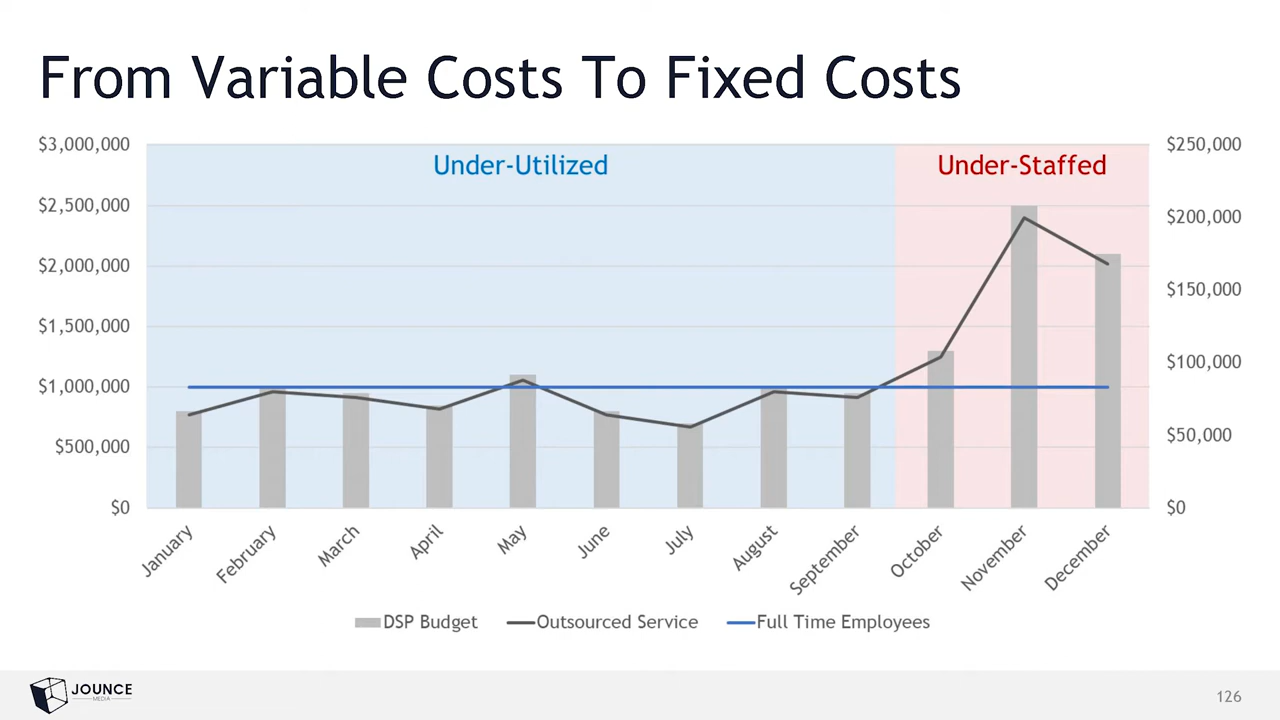 From Variable Costs To Fixed Costs
$3,000,000
$2,500,000
$2,000,000
$1,500,000
$1,000,000
$500,000
$0
Under-Utilized
Under-Staffed
$250,000
$200,000
$150,000
$100,000
$50,000
$0
January
February
March
April
May
June
July
August
September
October
November
December
DSP Budget
Outsourced Service
Full Time Employees
JOUNCE
MEDIA
126